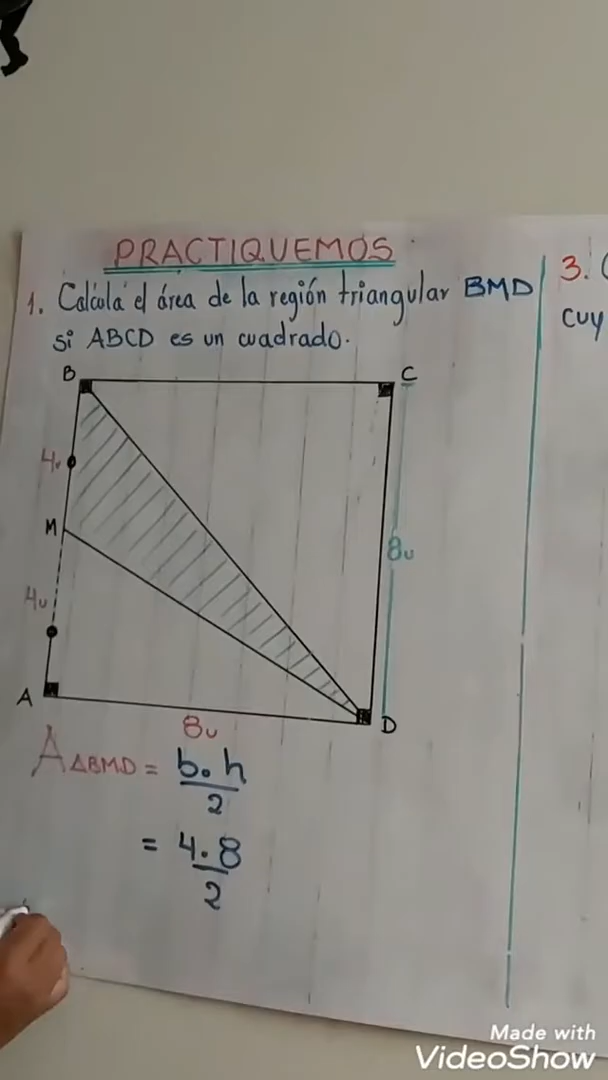 PRACTIQUEMOS
1. Calcula el área de la región triangular BMD
si ABCD es un cuadrado.
3.
cuy
B
C
4u
M
8u
4u
A
D
8u
A ΔBMD = b.h
2
= 4.8
2
Made with
VideoShow